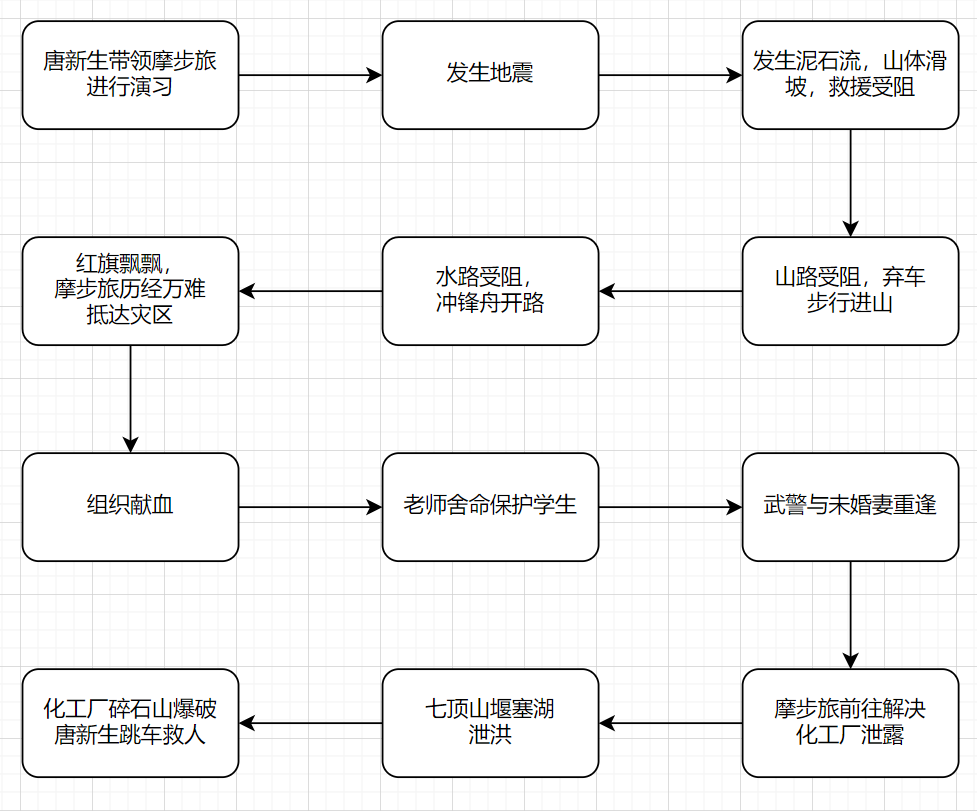 唐新生带领摩步旅
进行演习
发生地震
发生泥石流，山体滑
坡，救援受阻
山路受阻，弃车
步行进山
水路受阻，
冲锋舟开路
红旗飘飘，
摩步旅历经万难
抵达灾区
组织献血
老师舍命保护学生
武警与未婚妻重逢
摩步旅前往解决
化工厂泄露
七顶山堰塞湖
泄洪
化工厂碎石山爆破
唐新生跳车救人